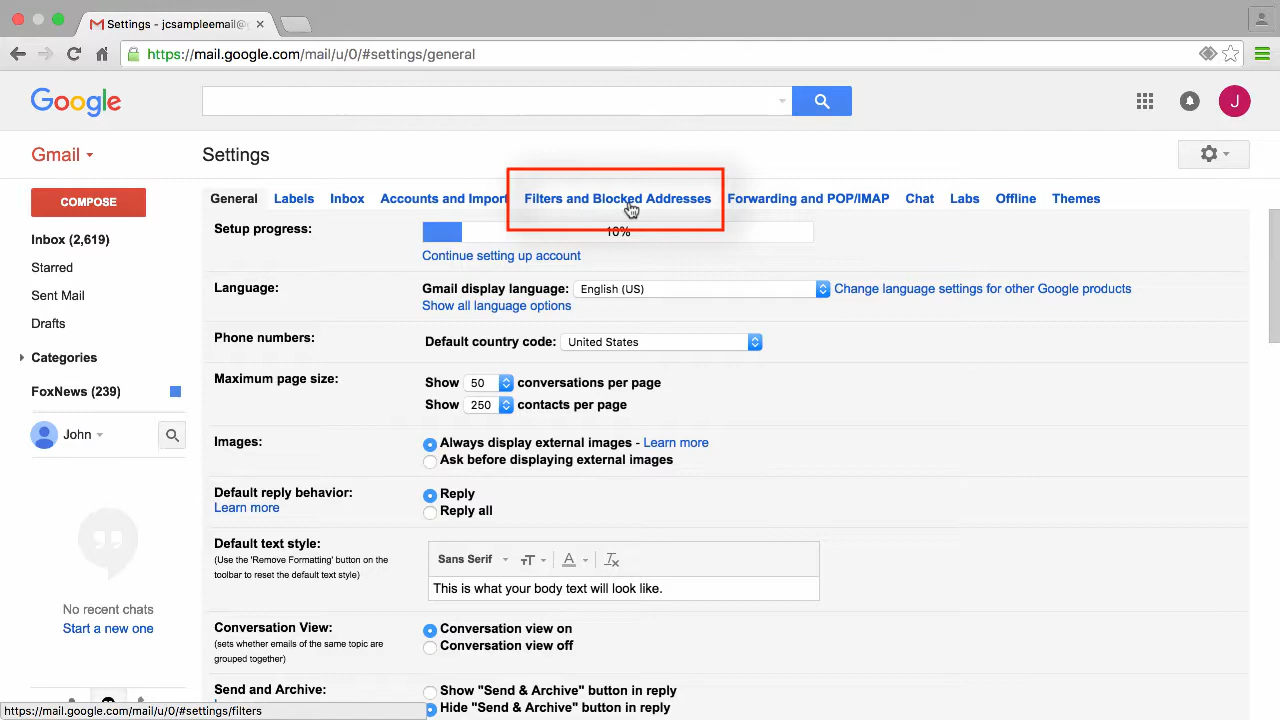 Settings - jcsampleemail@
https://mail.google.com/mail/u/0/#settings/general
Google
J
Gmail
Settings
COMPOSE
General Labels Inbox Accounts and Import Filters and Blocked Addresses Forwarding and POP/IMAP Chat Labs Offline Themes
Inbox (2,619)
Starred
Sent Mail
Drafts
Categories
FoxNews (239)
John
No recent chats
Start a new one
Setup progress:
10%
Continue setting up account
Language:
Gmail display language: English (US) Change language settings for other Google products
Show all language options
Phone numbers:
Default country code: United States
Maximum page size:
Show 50 conversations per page
Show 250 contacts per page
Images:
Always display external images - Learn more
Ask before displaying external images
Default reply behavior:
Learn more
Reply
Reply all
Default text style:
(Use the 'Remove Formatting' button on the
toolbar to reset the default text style)
Sans Serif
This is what your body text will look like.
Conversation View:
(sets whether emails of the same topic are
grouped together)
Conversation view on
Conversation view off
Send and Archive:
Show "Send & Archive" button in reply
Hide "Send & Archive" button in reply
https://mail.google.com/mail/u/0/#settings/filters